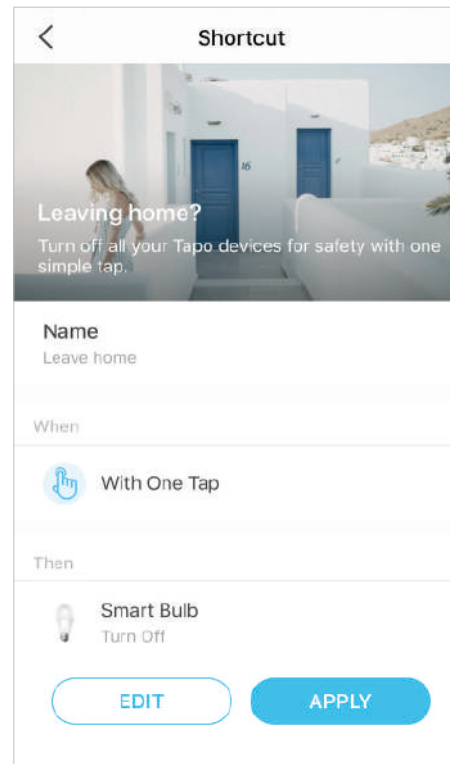 Shortcut
16
Leaving home?
Turn off all your Tapo devices for safety with one
simple tap.
Name
Leave home
When
With One Tap
Then
Smart Bulb
Turn Off
EDIT APPLY